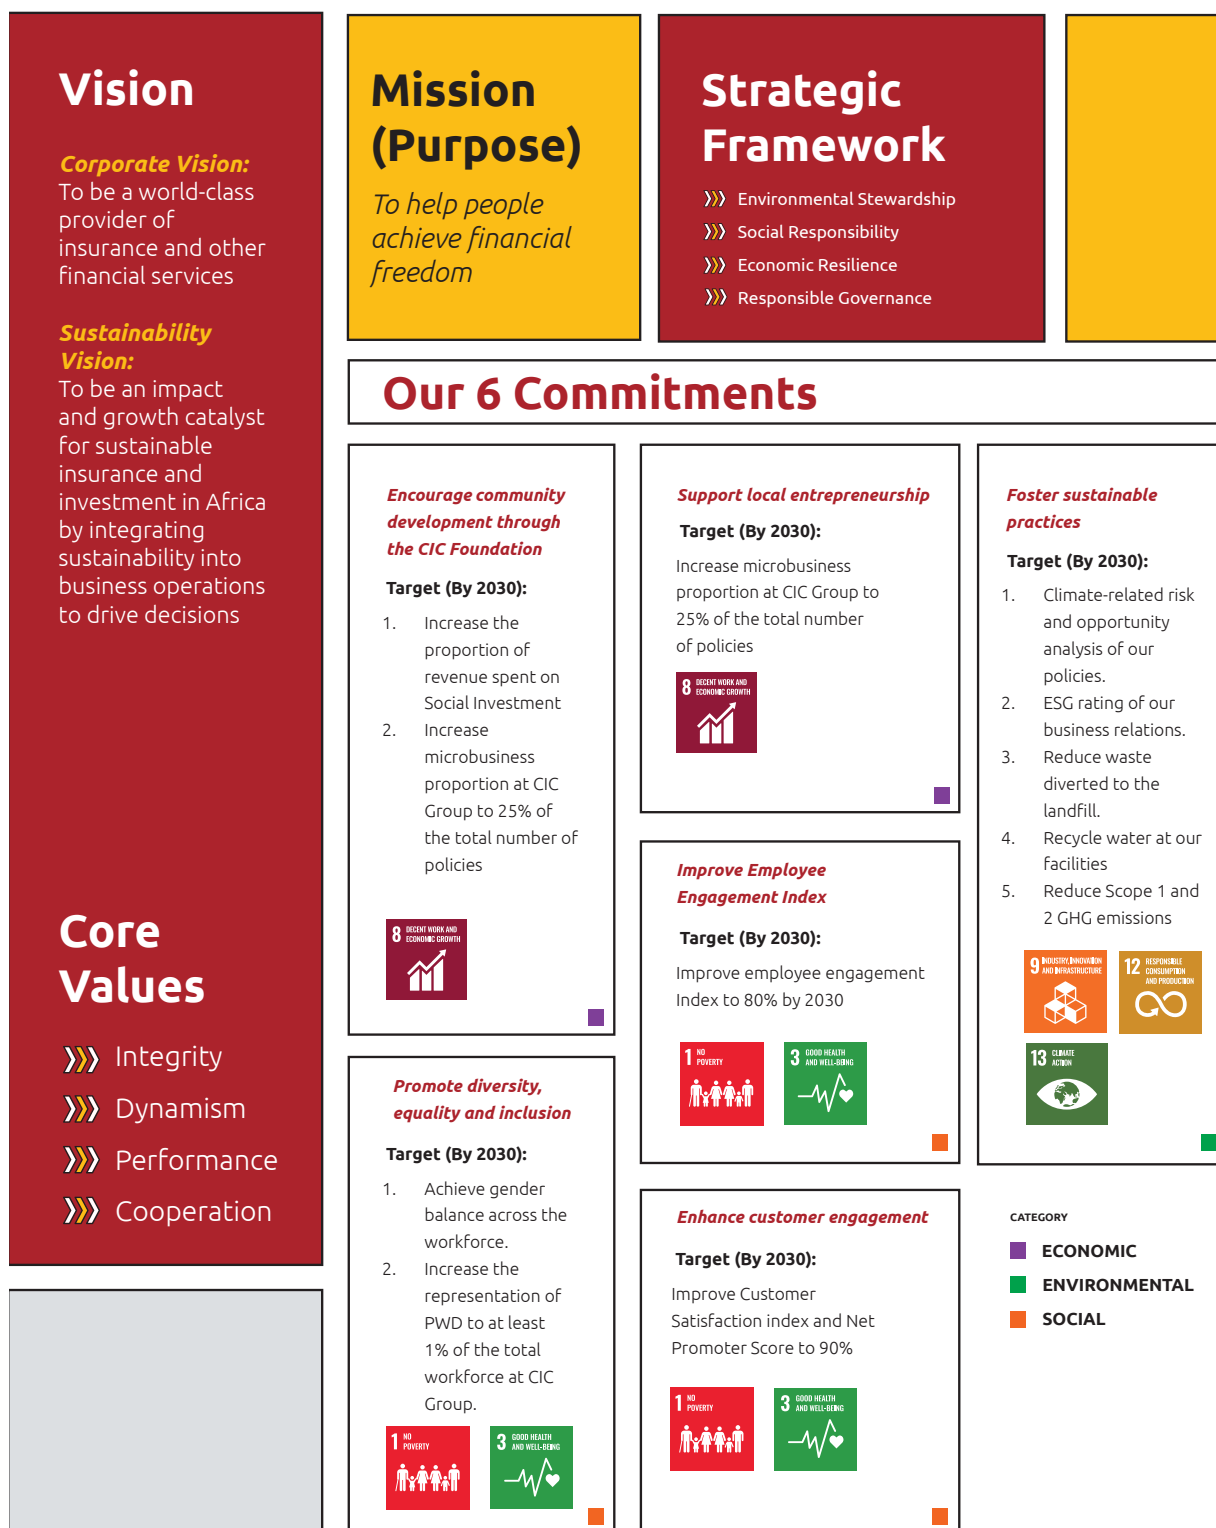 Vision
Corporate Vision:
To be a world-class
provider of
insurance and other
financial services
Sustainability
Vision:
To be an impact
and growth catalyst
for sustainable
insurance and
investment in Africa
by integrating
sustainability into
business operations
to drive decisions
Core
Values
Integrity
Dynamism
Performance
Cooperation
Mission
(Purpose)
To help people
achieve financial
freedom
Strategic
Framework
Environmental Stewardship
Social Responsibility
Economic Resilience
Responsible Governance
Our 6 Commitments
Encourage community
development through
the CIC Foundation
Target (By 2030):
1. Increase the
proportion of
revenue spent on
Social Investment
2. Increase
microbusiness
proportion at CIC
Group to 25% of
the total number of
policies
8 DECENT WORK AND
ECONOMIC GROWTH
Promote diversity,
equality and inclusion
Target (By 2030):
1. Achieve gender
balance across the
workforce.
2. Increase the
representation of
PWD to at least
1% of the total
workforce at CIC
Group.
1 NO
POVERTY
3 GOOD HEALTH
AND WELL-BEING
Support local entrepreneurship
Target (By 2030):
Increase microbusiness
proportion at CIC Group to
25% of the total number
of policies
8 DECENT WORK AND
ECONOMIC GROWTH
Improve Employee
Engagement Index
Target (By 2030):
Improve employee engagement
Index to 80% by 2030
1 NO
POVERTY
3 GOOD HEALTH
AND WELL-BEING
Enhance customer engagement
Target (By 2030):
Improve Customer
Satisfaction index and Net
Promoter Score to 90%
1 NO
POVERTY
3 GOOD HEALTH
AND WELL-BEING
Foster sustainable
practices
Target (By 2030):
1. Climate-related risk
and opportunity
analysis of our
policies.
2. ESG rating of our
business relations.
3. Reduce waste
diverted to the
landfill.
4. Recycle water at our
facilities
5. Reduce Scope 1 and
2 GHG emissions
9 INDUSTRY, INNOVATION
AND INFRASTRUCTURE
12 RESPONSIBLE
CONSUMPTION
AND PRODUCTION
13 CLIMATE
ACTION
CATEGORY
ECONOMIC
ENVIRONMENTAL
SOCIAL